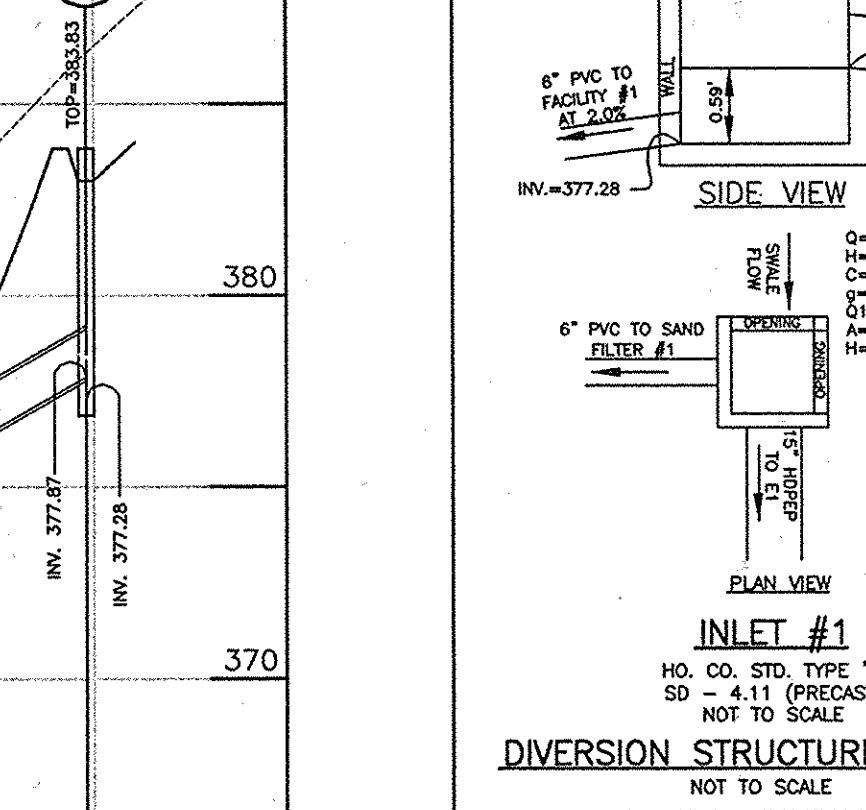 TOP=383.83
380
INV. 377.87
INV. 377.28
370
6" PVC TO
FACILITY #1
AT 2.0%
WALL
0.59'
INV.=377.28
SIDE VIEW
SWALE
FLOW
Q=
H=
C=
g=
Q1
A=
H=
6" PVC TO SAND
FILTER #1
OPENING
OPENING
15" HDPEP
TO E1
PLAN VIEW
INLET #1
HO. CO. STD. TYPE "
SD - 4.11 (PRECAS
NOT TO SCALE
DIVERSION STRUCTUR
NOT TO SCALE